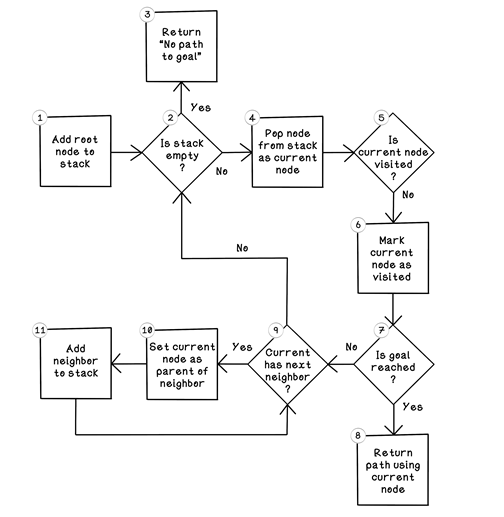 3
Return
"No path
to goal"
Yes
1
Add root
node to
stack
2
Is stack
empty
?
No
4
Pop node
from stack
as current
node
5
Is
current node
visited
?
No
6
Mark
current
node as
visited
No
11
Add
neighbor
to stack
10
Set current
node as
parent of
neighbor
Yes
9
Current
has next
neighbor
?
No
7
Is goal
reached
?
Yes
8
Return
path using
current
node